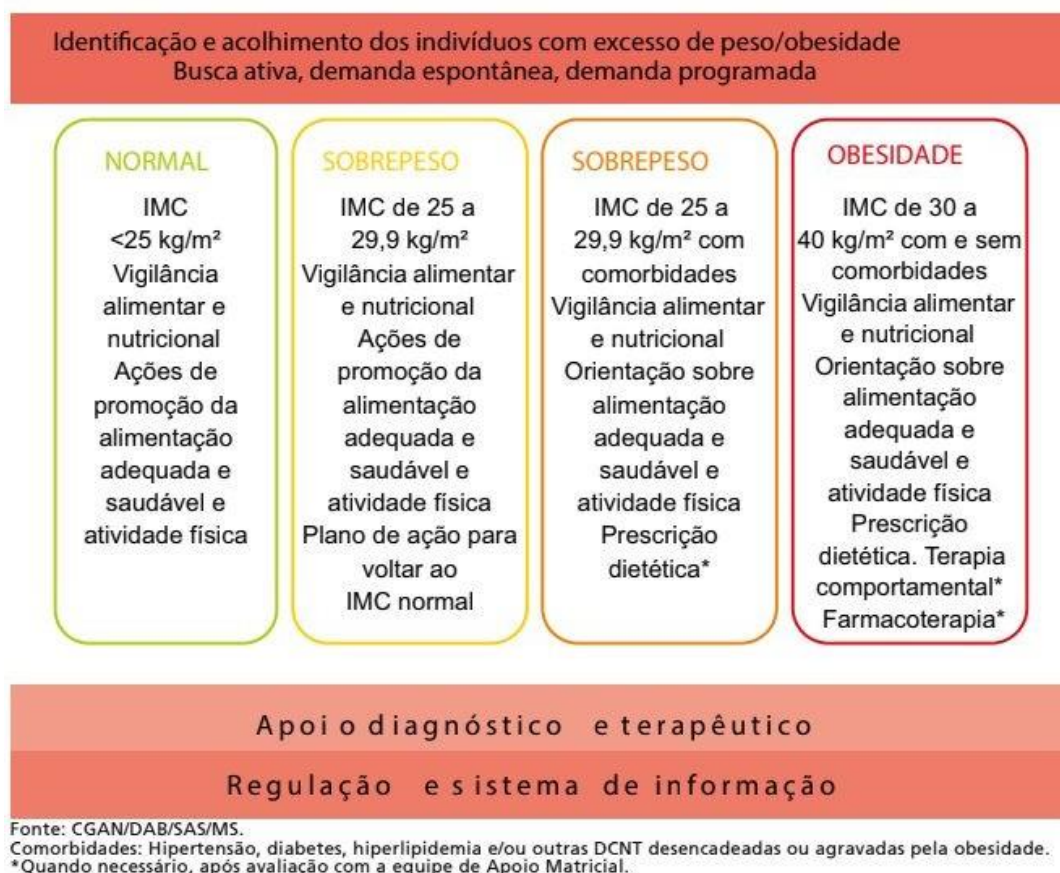 Identificação e acolhimento dos indivíduos com excesso de peso/obesidade
Busca ativa, demanda espontânea, demanda programada
NORMAL
IMC
<25 kg/m²
Vigilância
alimentar e
nutricional
Ações de
promoção da
alimentação
adequada e
saudável e
atividade física
SOBREPESO
IMC de 25 a
29,9 kg/m²
Vigilância alimentar
e nutricional
Ações de
promoção da
alimentação
adequada e
saudável e
atividade física
Plano de ação para
voltar ao
IMC normal
SOBREPESO
IMC de 25 a
29,9 kg/m² com
comorbidades
Vigilância alimentar
e nutricional
Orientação sobre
alimentação
adequada e
saudável e
atividade física
Prescrição
dietética*
OBESIDADE
IMC de 30 a
40 kg/m² com e sem
comorbidades
Vigilância alimentar
e nutricional
Orientação sobre
alimentação
adequada e
saudável e
atividade física
Prescrição
dietética. Terapia
comportamental*
Farmacoterapia*
Apoio diagnóstico e terapêutico
Regulação e sistema de informação
Fonte: CGAN/DAB/SAS/MS.
Comorbidades: Hipertensão, diabetes, hiperlipidemia e/ou outras DCNT desencadeadas ou agravadas pela obesidade.
*Quando necessário, após avaliação com a equipe de Apoio Matricial.